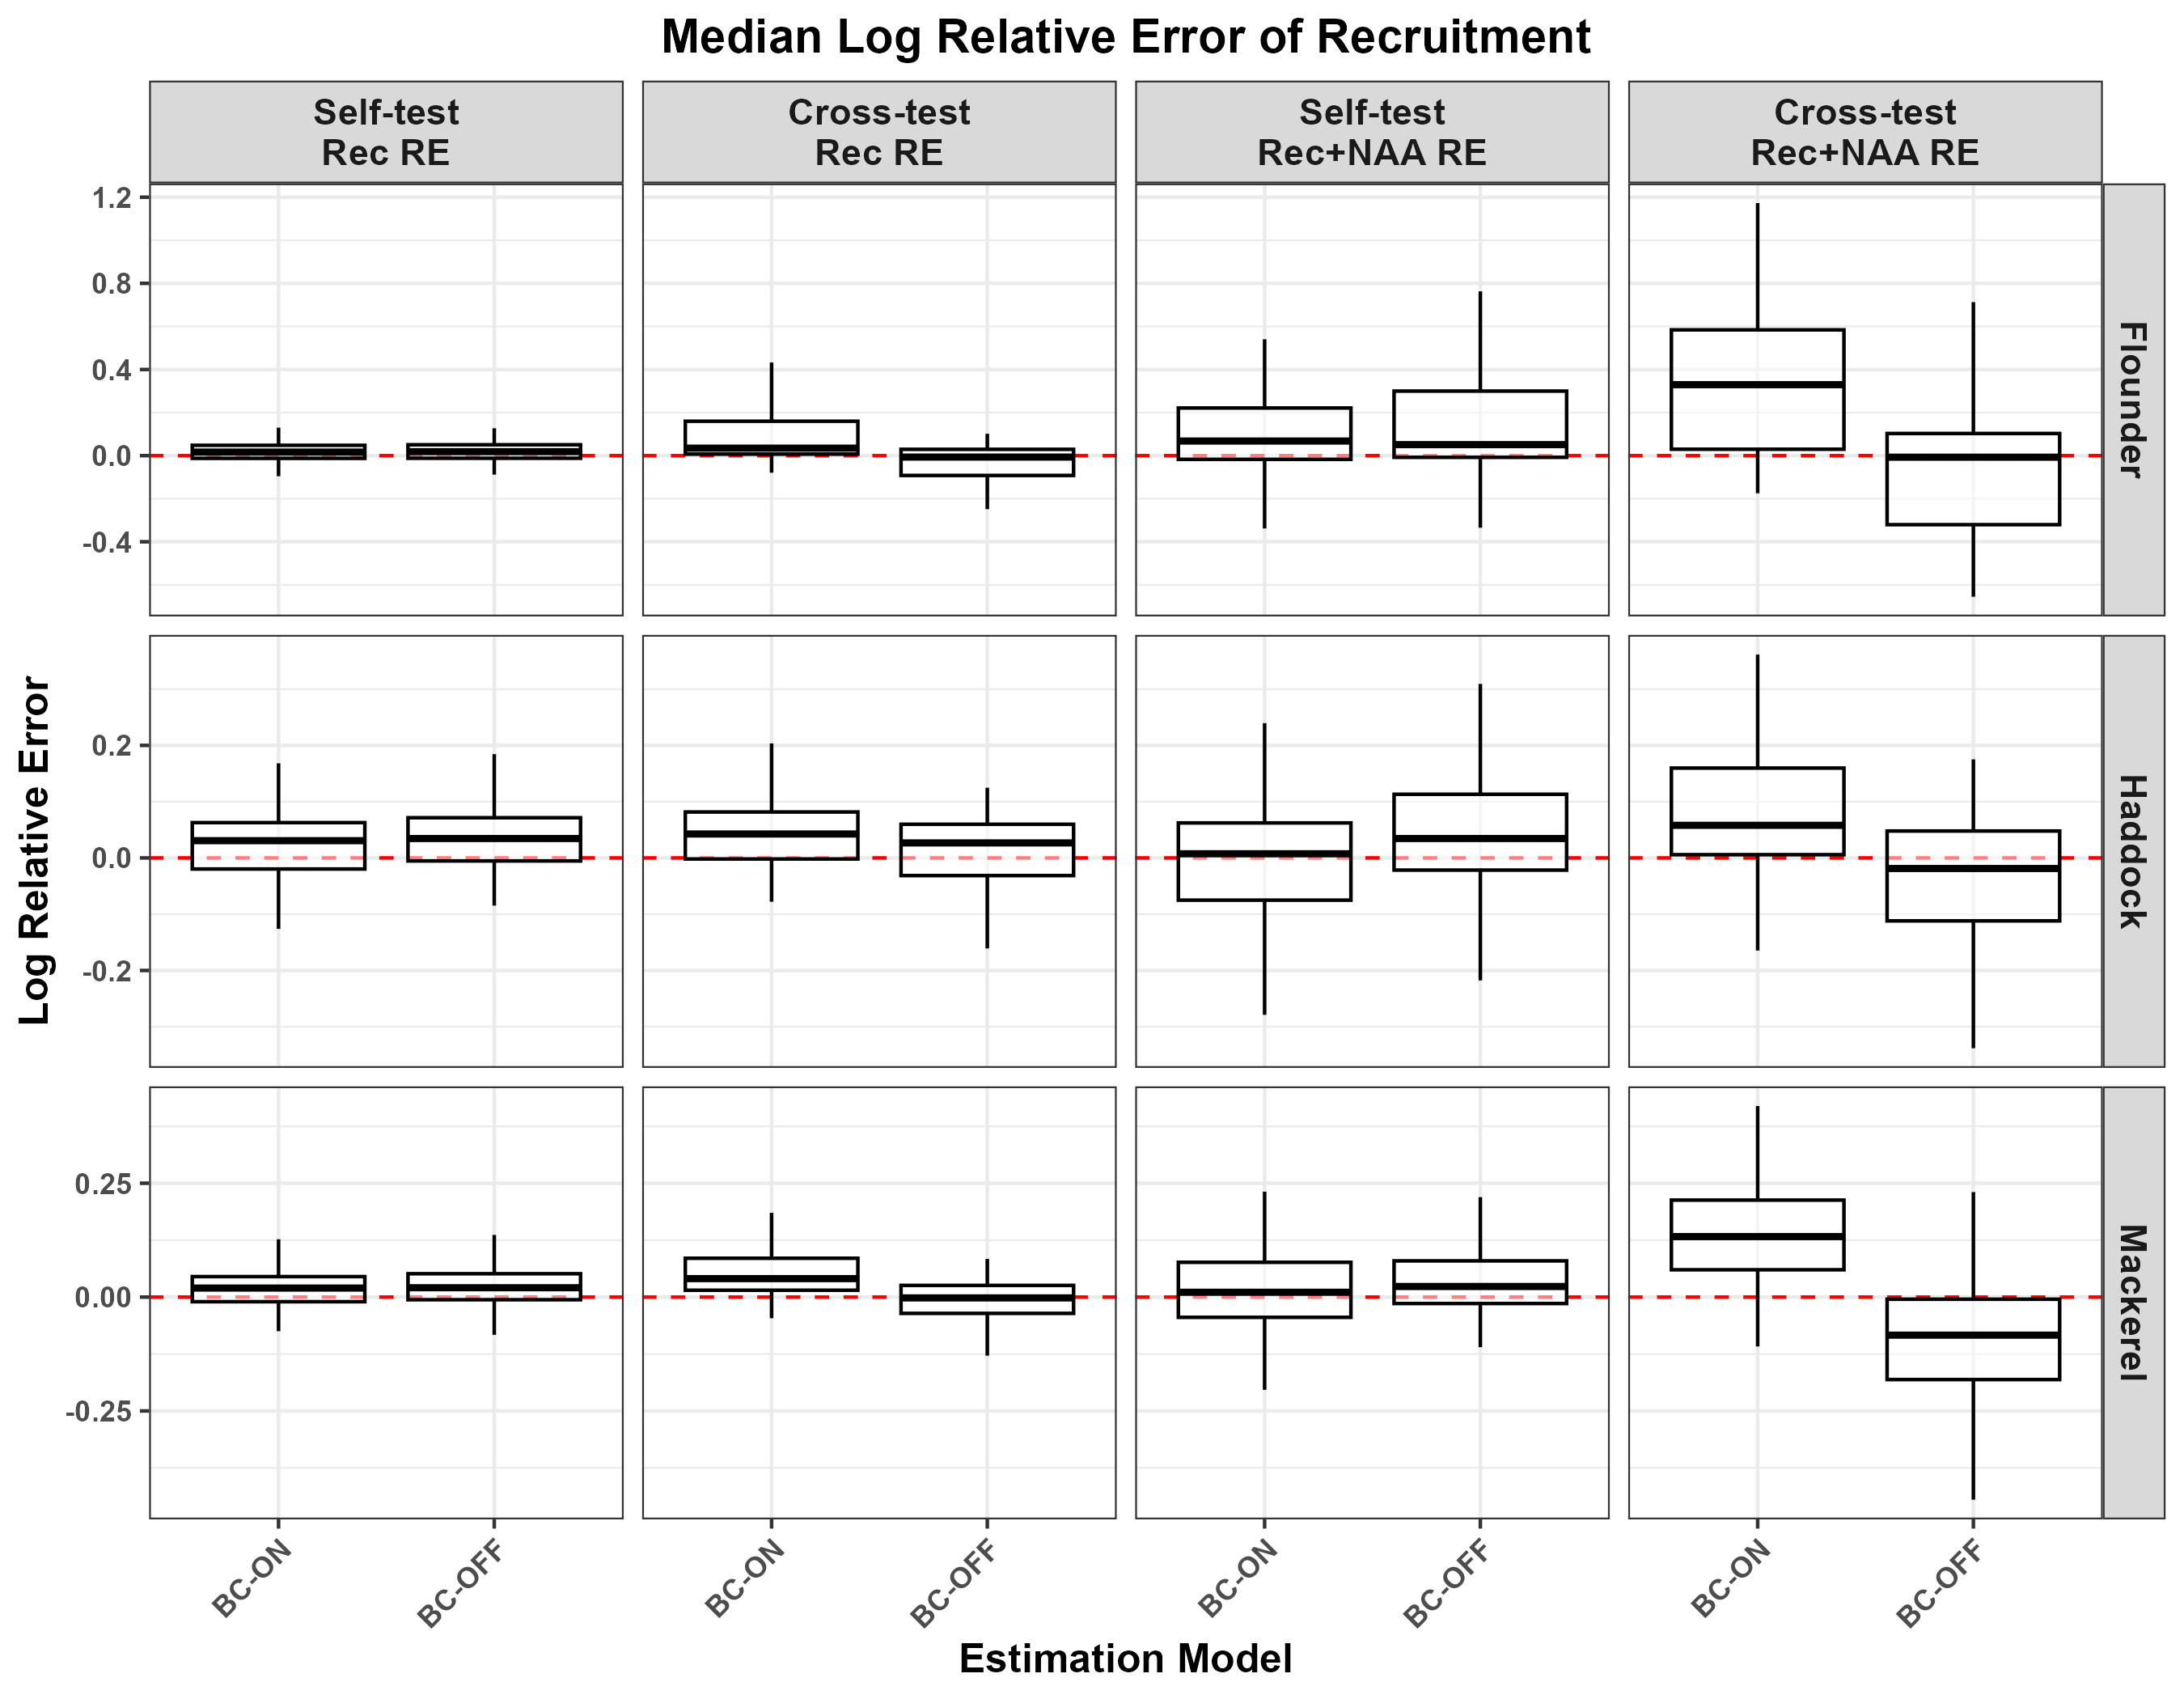 Median Log Relative Error of Recruitment
Self-test
Rec RE
Cross-test
Rec RE
Self-test
Rec+NAA RE
Cross-test
Rec+NAA RE
1.2
0.8
0.4
0.0
-0.4
Flounder
0.2
0.0
-0.2
Haddock
0.25
0.00
-0.25
Mackerel
Log Relative Error
BC-ON
BC-OFF
BC-ON
BC-OFF
BC-ON
BC-OFF
BC-ON
BC-OFF
Estimation Model